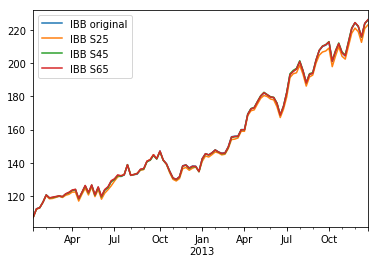 IBB original
IBB S25
IBB S45
IBB S65
220
200
180
160
140
120
Apr
Jul
Oct
Jan
2013
Apr
Jul
Oct